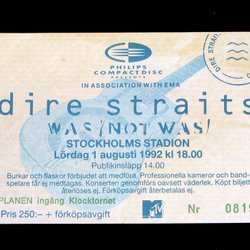 PHILIPS
COMPACT DISC
PRESENTS
IN ASSOCIATION WITH EMA
DIRE STRAITS
dire straits
WAS (NOT WAS)
STOCKHOLMS STADION
Lördag 1 augusti 1992 kl 18.00
Publikinsläpp 14.00
Burkar och flaskor förbjudet att medföra. Professionella kameror och band-
spelare får ej medtagas. Konserten genomförs oavsett väderlek. Köpt biljett
återlöses ej. Förköpsavgift återbetalas ej.
PLANEN Ingång Klocktornet
Pris 250:– + förköpsavgift
MTV
Nr 0819